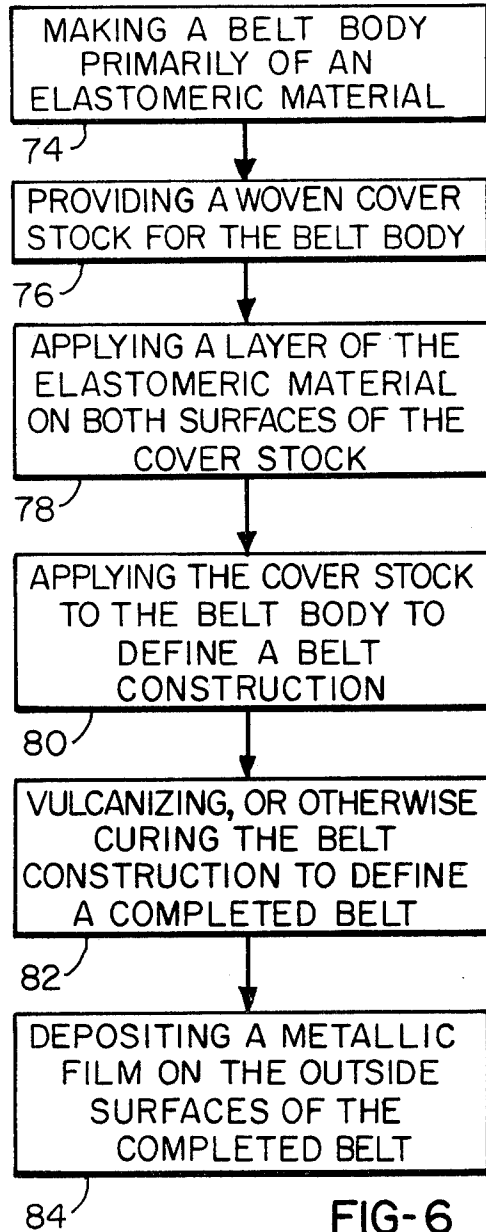 MAKING A BELT BODY
PRIMARILY OF AN
ELASTOMERIC MATERIAL
74
PROVIDING A WOVEN COVER
STOCK FOR THE BELT BODY
76
APPLYING A LAYER OF THE
ELASTOMERIC MATERIAL
ON BOTH SURFACES OF THE
COVER STOCK
78
APPLYING THE COVER STOCK
TO THE BELT BODY TO
DEFINE A BELT
CONSTRUCTION
80
VULCANIZING, OR OTHERWISE
CURING THE BELT
CONSTRUCTION TO DEFINE
A COMPLETED BELT
82
DEPOSITING A METALLIC
FILM ON THE OUTSIDE
SURFACES OF THE
COMPLETED BELT
84
FIG-6